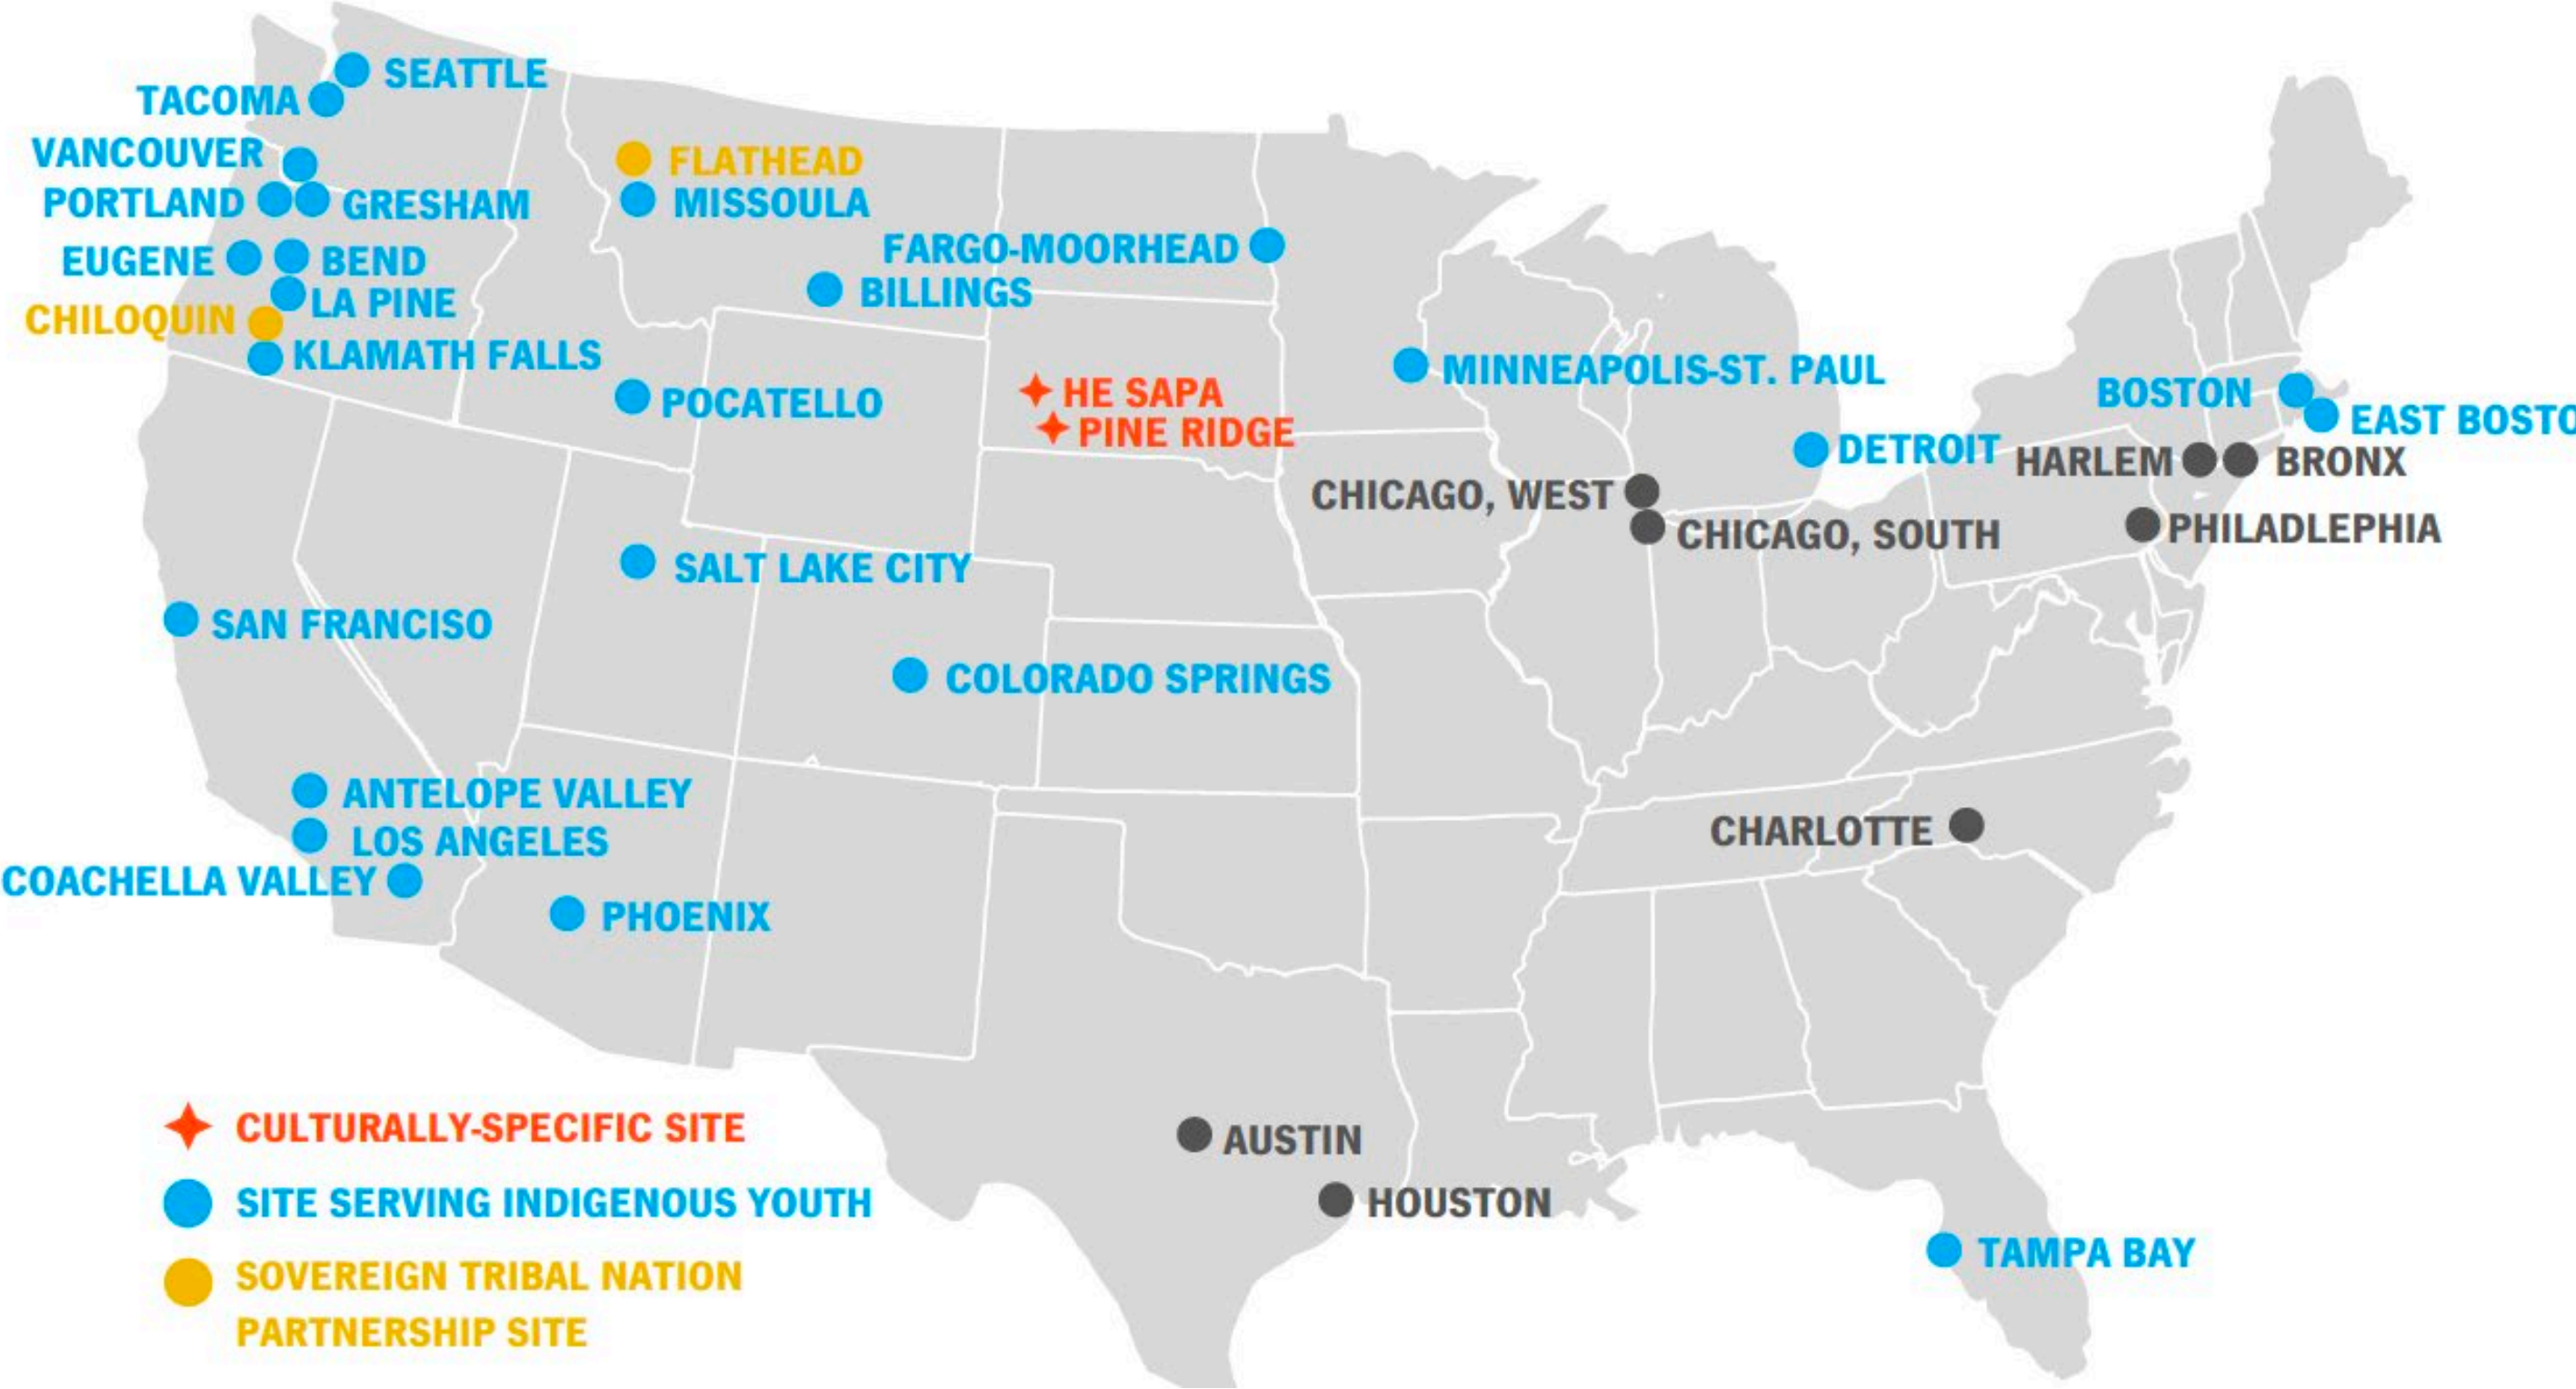 SEATTLE
TACOMA
VANCOUVER
PORTLAND
GRESHAM
EUGENE
BEND
LA PINE
CHILOQUIN
KLAMATH FALLS
FLATHEAD
MISSOULA
FARGO-MOORHEAD
BILLINGS
POCATELLO
HE SAPA
PINE RIDGE
MINNEAPOLIS-ST. PAUL
DETROIT
BOSTON
EAST BOSTO
HARLEM
BRONX
CHICAGO, WEST
CHICAGO, SOUTH
PHILADLEPHIA
SALT LAKE CITY
SAN FRANCISO
COLORADO SPRINGS
ANTELOPE VALLEY
LOS ANGELES
COACHELLA VALLEY
PHOENIX
CHARLOTTE
AUSTIN
HOUSTON
TAMPA BAY
CULTURALLY-SPECIFIC SITE
SITE SERVING INDIGENOUS YOUTH
SOVEREIGN TRIBAL NATION
PARTNERSHIP SITE